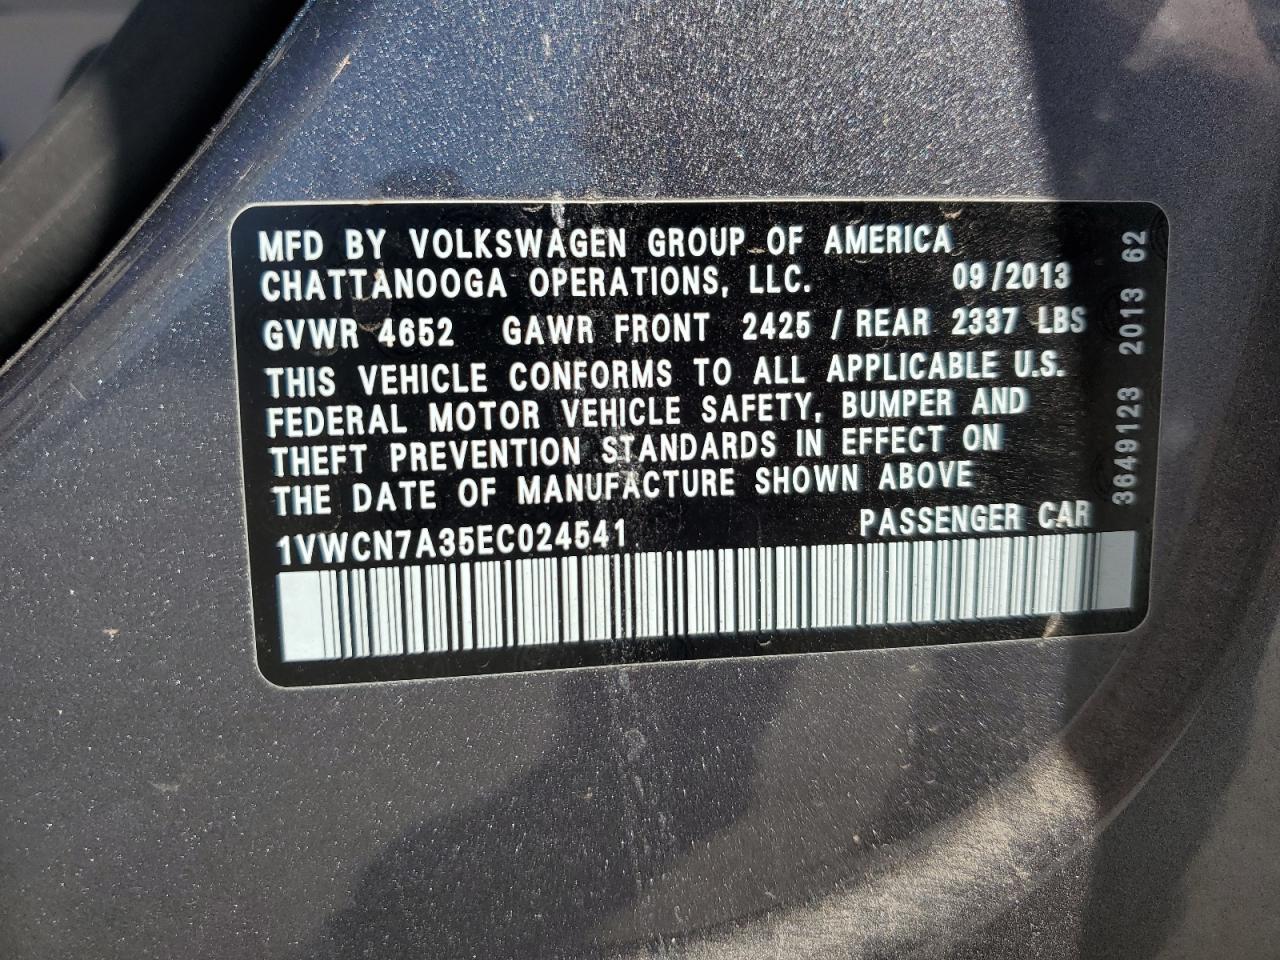 MFD BY VOLKSWAGEN GROUP OF AMERICA
CHATTANOOGA OPERATIONS, LLC. 09/2013
GVWR 4652 GAWR FRONT 2425 / REAR 2337 LBS
THIS VEHICLE CONFORMS TO ALL APPLICABLE U.S.
FEDERAL MOTOR VEHICLE SAFETY, BUMPER AND
THEFT PREVENTION STANDARDS IN EFFECT ON
THE DATE OF MANUFACTURE SHOWN ABOVE
1VWCN7A35EC024541 PASSENGER CAR
3649123 2013 62